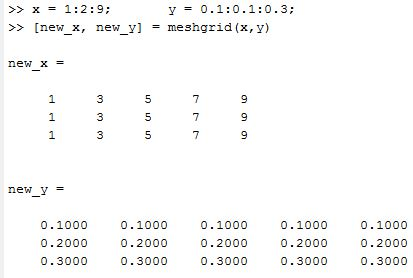 >> x = 1:2:9;       y = 0.1:0.1:0.3;
>> [new_x, new_y] = meshgrid(x,y)
new_x =
1     3     5     7     9
1     3     5     7     9
1     3     5     7     9
new_y =
0.1000    0.1000    0.1000    0.1000    0.1000
0.2000    0.2000    0.2000    0.2000    0.2000
0.3000    0.3000    0.3000    0.3000    0.3000